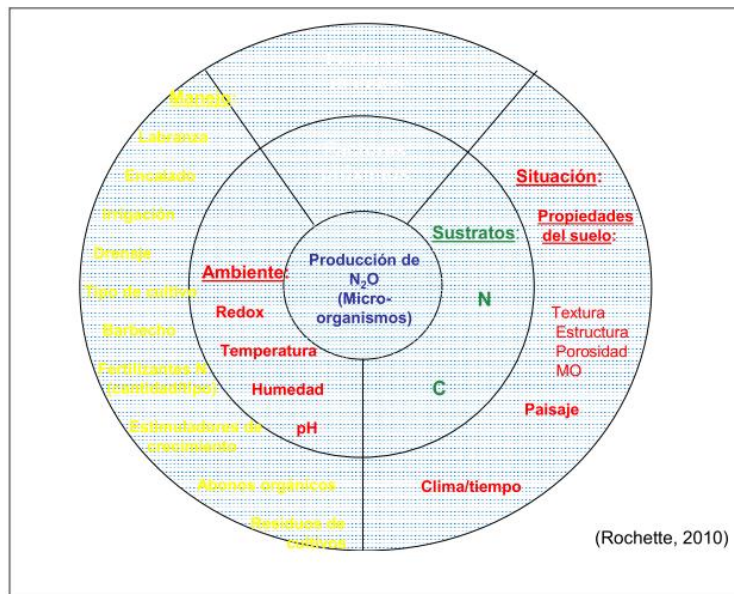 Manejo:
Labranza
Encalado
Irrigación
Drenaje
Tipo de cultivo
Barbecho
Fertilizantes N
(cantidad/tipo)
Estimuladores de
crecimiento
Abonos orgánicos
Residuos de
cultivos
Ambiente:
Redox
Temperatura
Humedad
pH
Producción de
N₂O
(Micro-
organismos)
Sustratos:
N
C
Situación:
Propiedades
del suelo:
Textura
Estructura
Porosidad
MO
Paisaje
Clima/tiempo
(Rochette, 2010)